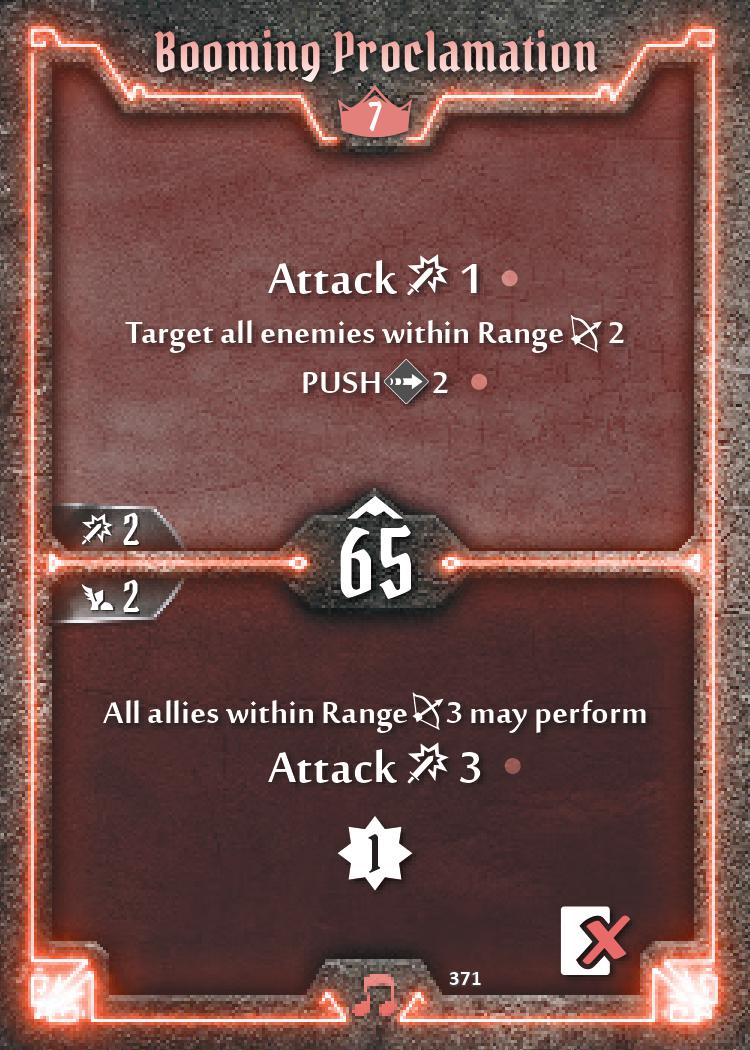 Booming Proclamation
7
Attack 1
Target all enemies within Range 2
PUSH 2
2
65
2
All allies within Range 3 may perform
Attack 3
1
371